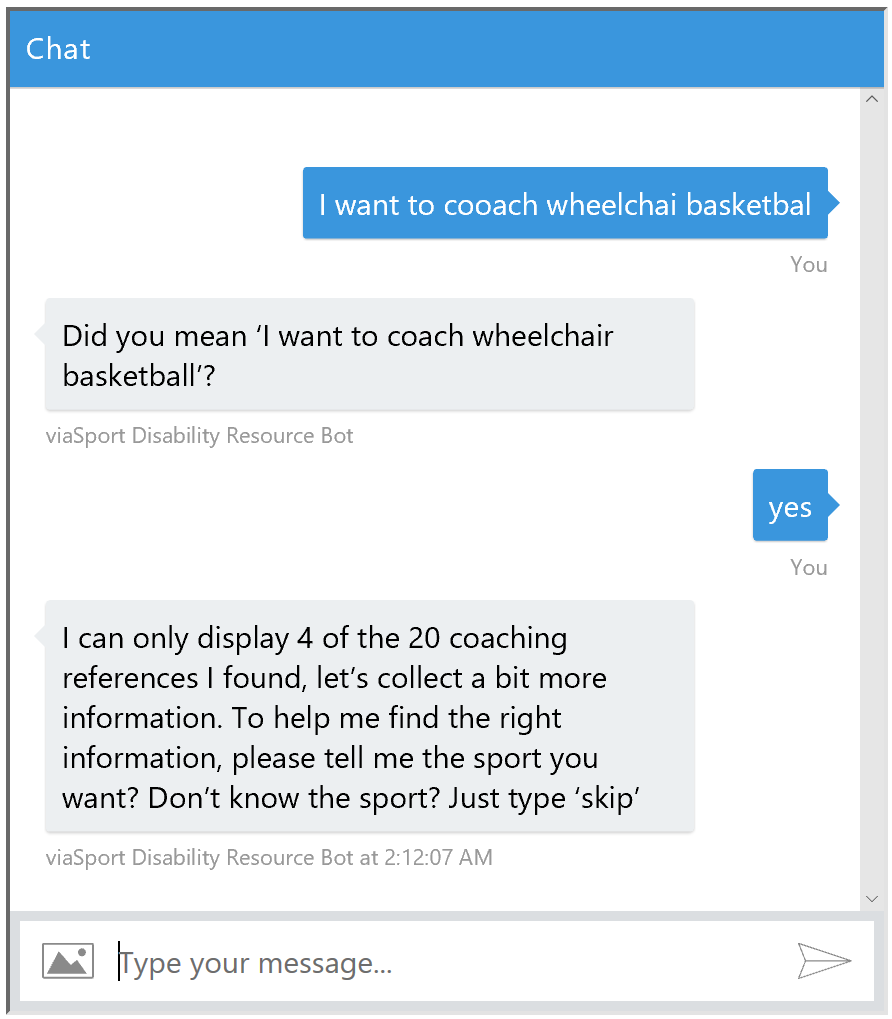 Chat
I want to cooach wheelchai basketbal
You
Did you mean ‘I want to coach wheelchair
basketball’?
viaSport Disability Resource Bot
yes
You
I can only display 4 of the 20 coaching
references I found, let’s collect a bit more
information. To help me find the right
information, please tell me the sport you
want? Don’t know the sport? Just type ‘skip’
viaSport Disability Resource Bot at 2:12:07 AM
Type your message...